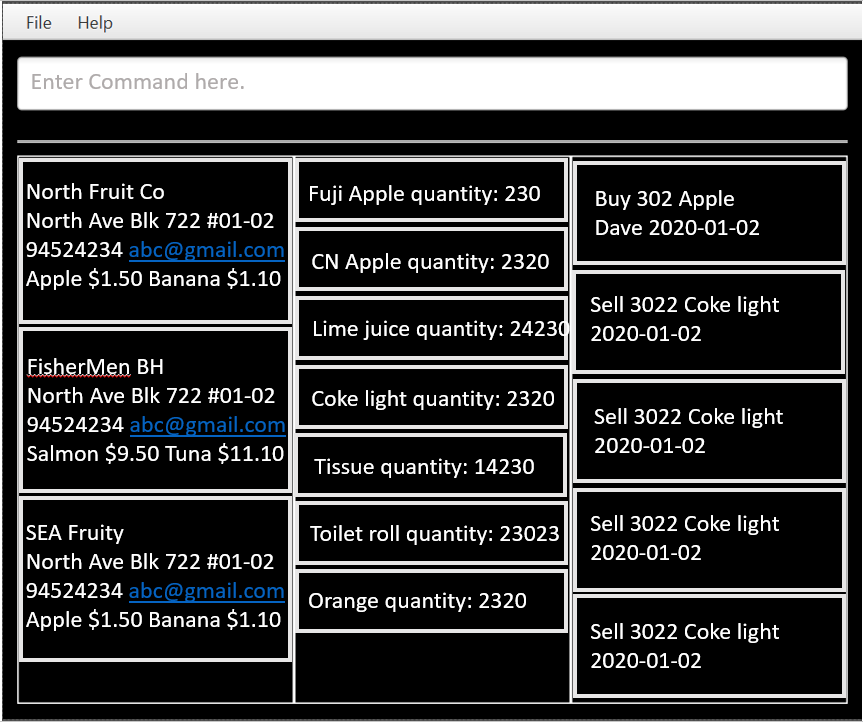 File Help
Enter Command here.
North Fruit Co
North Ave Blk 722 #01-02
94524234 abc@gmail.com
Apple $1.50 Banana $1.10
FisherMen BH
North Ave Blk 722 #01-02
94524234 abc@gmail.com
Salmon $9.50 Tuna $11.10
SEA Fruity
North Ave Blk 722 #01-02
94524234 abc@gmail.com
Apple $1.50 Banana $1.10
Fuji Apple quantity: 230
CN Apple quantity: 2320
Lime juice quantity: 24230
Coke light quantity: 2320
Tissue quantity: 14230
Toilet roll quantity: 23023
Orange quantity: 2320
Buy 302 Apple
Dave 2020-01-02
Sell 3022 Coke light
2020-01-02
Sell 3022 Coke light
2020-01-02
Sell 3022 Coke light
2020-01-02
Sell 3022 Coke light
2020-01-02